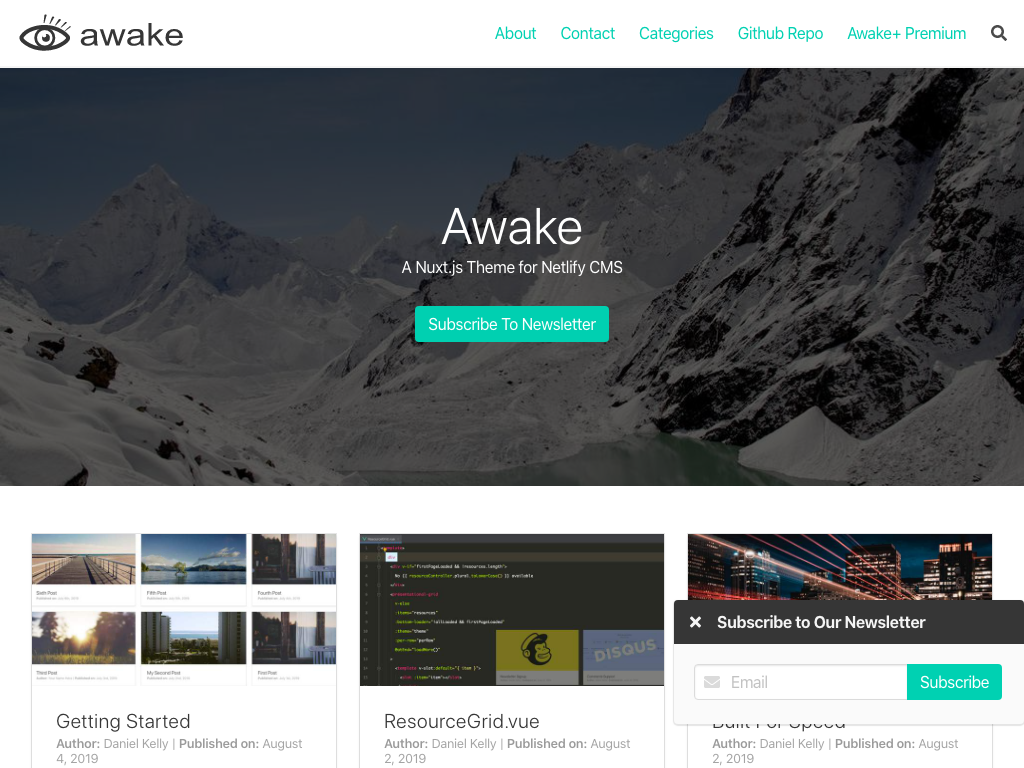 awake
About
Contact
Categories
Github Repo
Awake+ Premium
Awake
A Nuxt.js Theme for Netlify CMS
Subscribe To Newsletter
Sixth Post
Fifth Post
Fourth Post
Third Post
My Second Post
First Post
DISQUS
Getting Started
Author: Daniel Kelly | Published on: August
4, 2019
ResourceGrid.vue
Author: Daniel Kelly | Published on: August
2, 2019
Subscribe to Our Newsletter
Email
Subscribe
Built For Speed
Author: Daniel Kelly | Published on: August
2, 2019